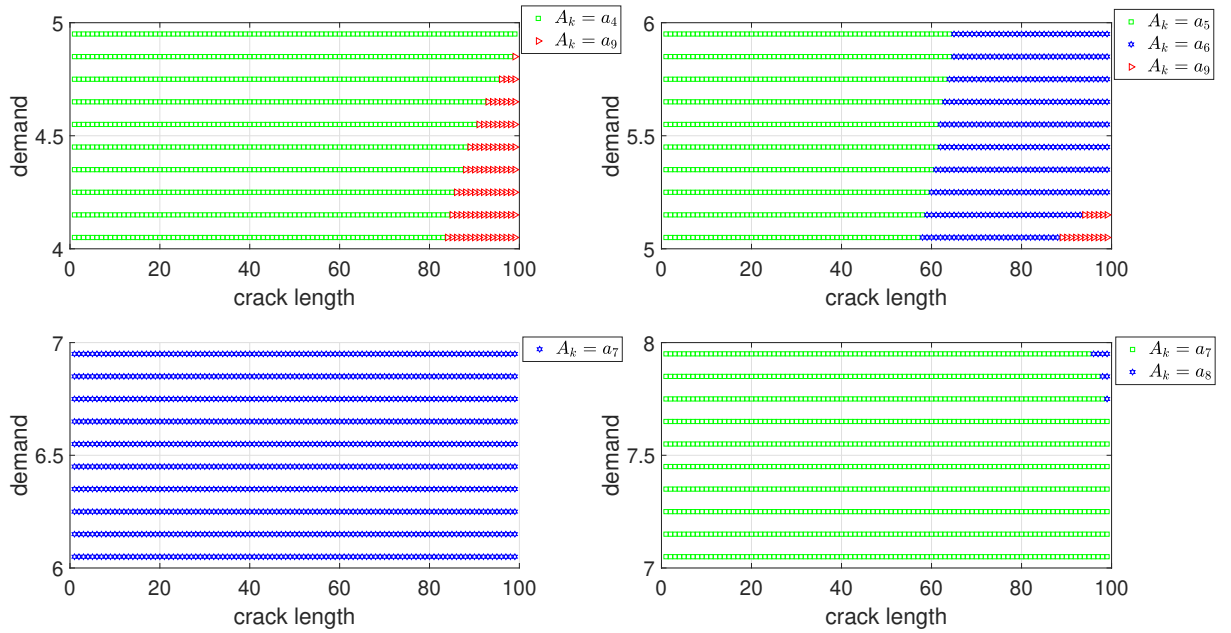 5
4.5
4
demand
0 20 40 60 80 100
crack length
A_k = a_4
A_k = a_9
6
5.5
5
demand
0 20 40 60 80 100
crack length
A_k = a_5
A_k = a_6
A_k = a_9
7
6.5
6
demand
0 20 40 60 80 100
crack length
A_k = a_7
8
7.5
7
demand
0 20 40 60 80 100
crack length
A_k = a_7
A_k = a_8